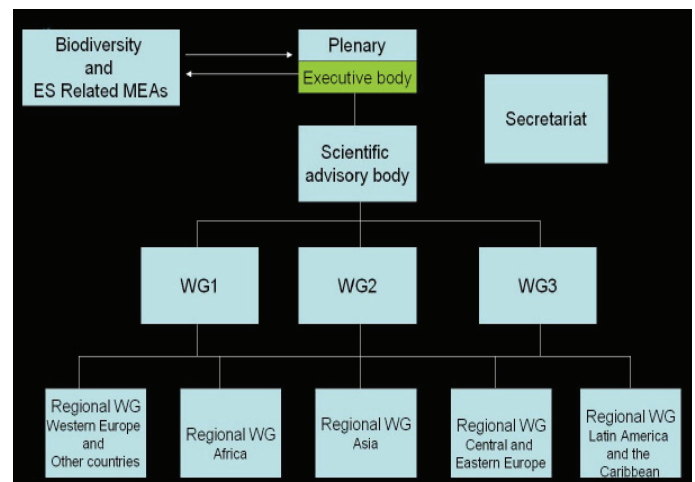 Biodiversity
and
ES Related MEAs
Plenary
Executive body
Secretariat
Scientific
advisory body
WG1
WG2
WG3
Regional WG
Western Europe
and
Other countries
Regional WG
Africa
Regional WG
Asia
Regional WG
Central and
Eastern Europe
Regional WG
Latin America
and the
Caribbean